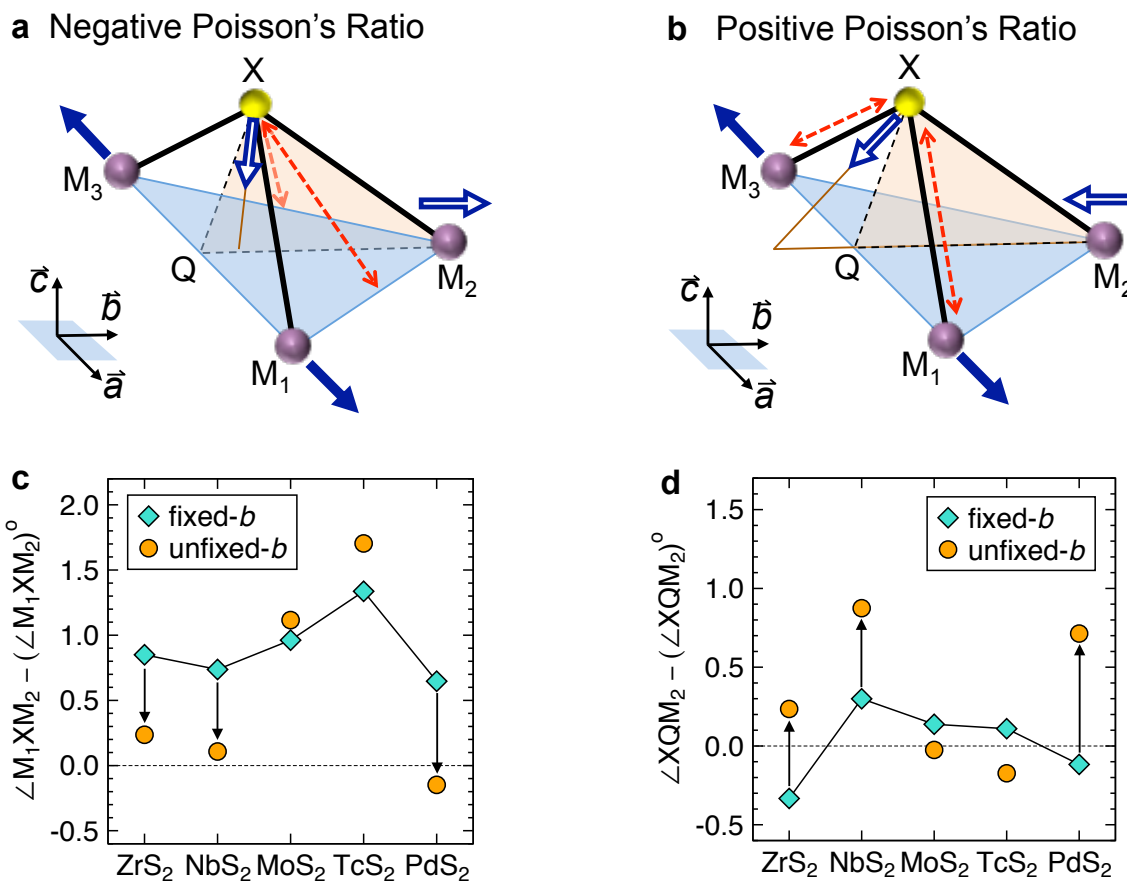 a Negative Poisson's Ratio
b Positive Poisson's Ratio
X
M₃
M₂
Q
M₁
c⃗
b⃗
a⃗
X
M₃
M₂
Q
M₁
c⃗
b⃗
a⃗
c
fixed-b
unfixed-b
∠M₁XM₂ – (∠M₁XM₂)⁰
2.0
1.5
1.0
0.5
0.0
-0.5
ZrS₂ NbS₂ MoS₂ TcS₂ PdS₂
d
fixed-b
unfixed-b
∠XQM₂ – (∠XQM₂)⁰
1.5
1.0
0.5
0.0
-0.5
ZrS₂ NbS₂ MoS₂ TcS₂ PdS₂